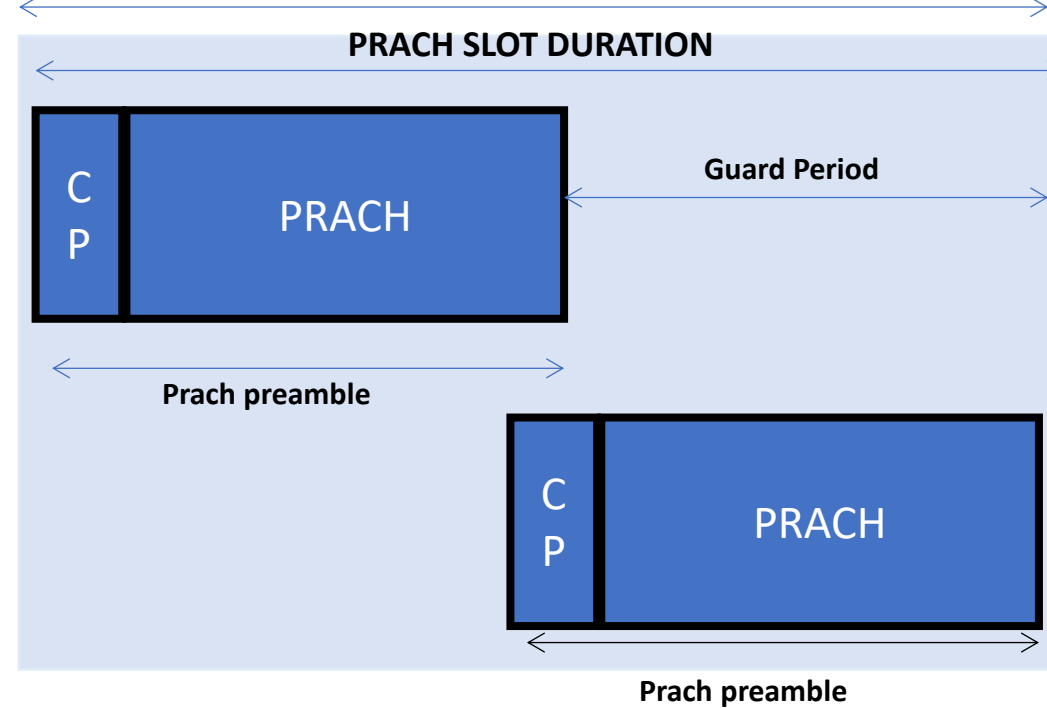 PRACH SLOT DURATION
Guard Period
C
P
PRACH
Prach preamble
C
P
PRACH
Prach preamble